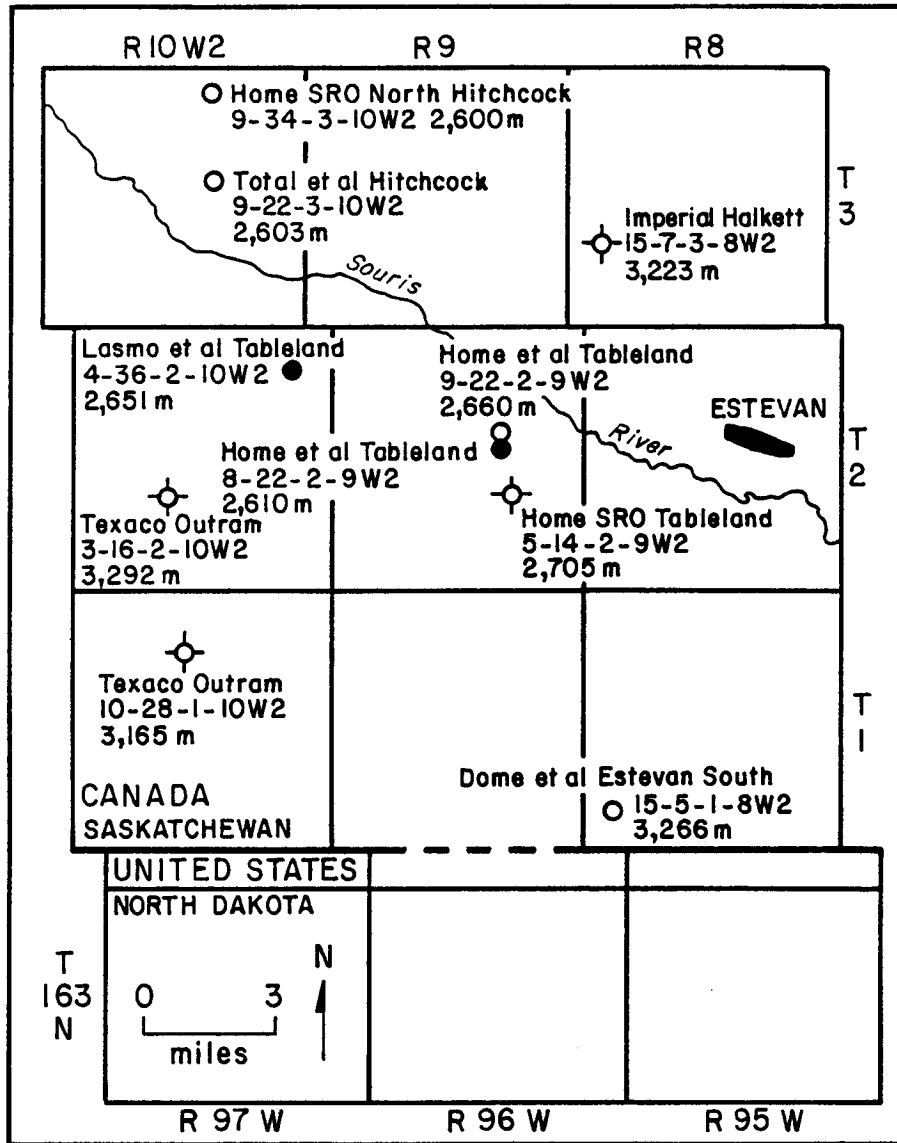 R 10 W2 R 9 R 8
Home SRO North Hitchcock
9-34-3-10W2 2,600m
Total et al Hitchcock
9-22-3-10W2
2,603 m
T
3
Imperial Halkett
15-7-3-8W2
3,223 m
Souris
Lasmo et al Tableland
4-36-2-10W2
2,651 m
Home et al Tableland
9-22-2-9W2
2,660 m
ESTEVAN
River
T
2
Home et al Tableland
8-22-2-9W2
2,610 m
Texaco Outram
3-16-2-10W2
3,292 m
Home SRO Tableland
5-14-2-9W2
2,705 m
Texaco Outram
10-28-1-10W2
3,165 m
T
1
Dome et al Estevan South
15-5-1-8W2
3,266 m
CANADA
SASKATCHEWAN
UNITED STATES
NORTH DAKOTA
T
163
N
0 3
miles
N
R 97 W R 96 W R 95 W